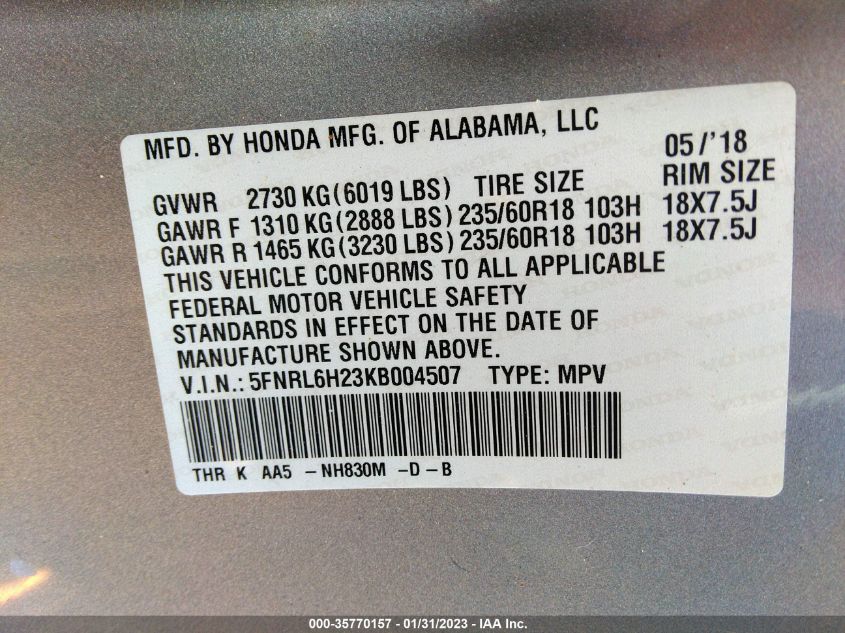 MFD. BY HONDA MFG. OF ALABAMA, LLC 05/'18
GVWR 2730 KG(6019 LBS) TIRE SIZE RIM SIZE
GAWR F 1310 KG(2888 LBS) 235/60R18 103H 18X7.5J
GAWR R 1465 KG(3230 LBS) 235/60R18 103H 18X7.5J
THIS VEHICLE CONFORMS TO ALL APPLICABLE
FEDERAL MOTOR VEHICLE SAFETY
STANDARDS IN EFFECT ON THE DATE OF
MANUFACTURE SHOWN ABOVE.
V.I.N.: 5FNRL6H23KB004507 TYPE: MPV
THR K AA5 -NH830M -D-B
000-35770157 - 01/31/2023 - IAA Inc.